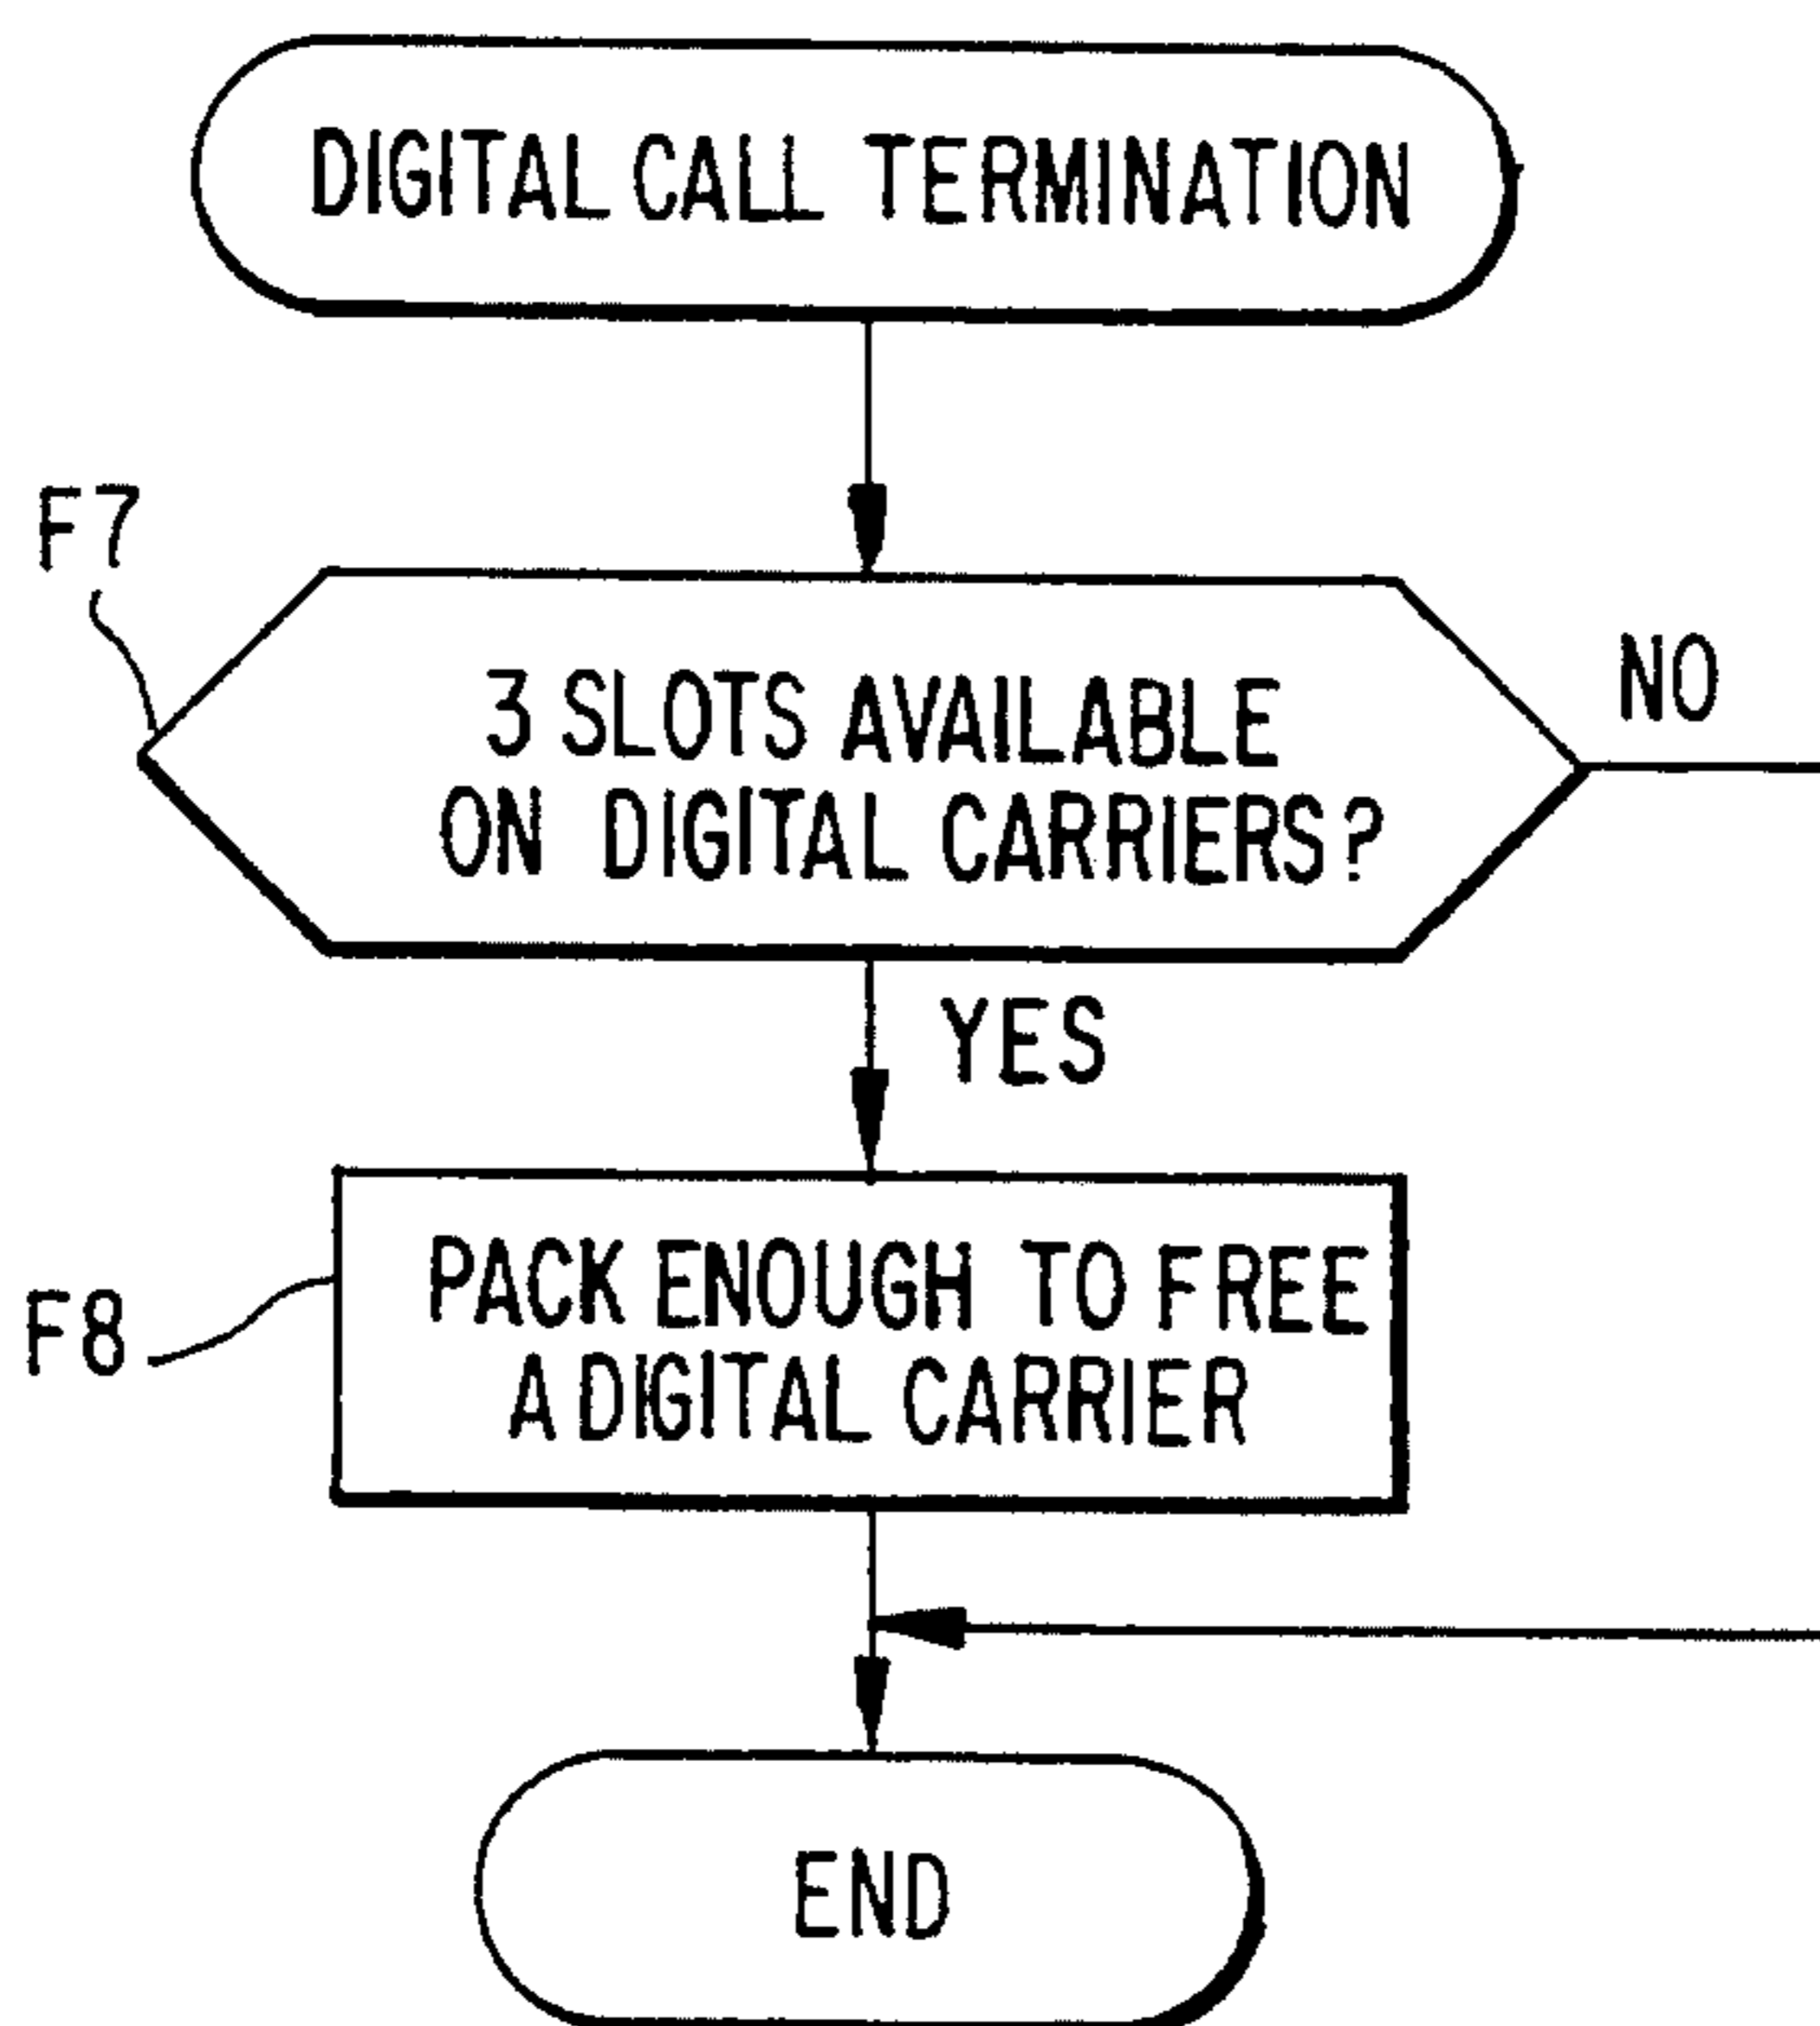 DIGITAL CALL TERMINATION
F7
3 SLOTS AVAILABLE
ON DIGITAL CARRIERS?
NO
YES
PACK ENOUGH TO FREE
A DIGITAL CARRIER
F8
END